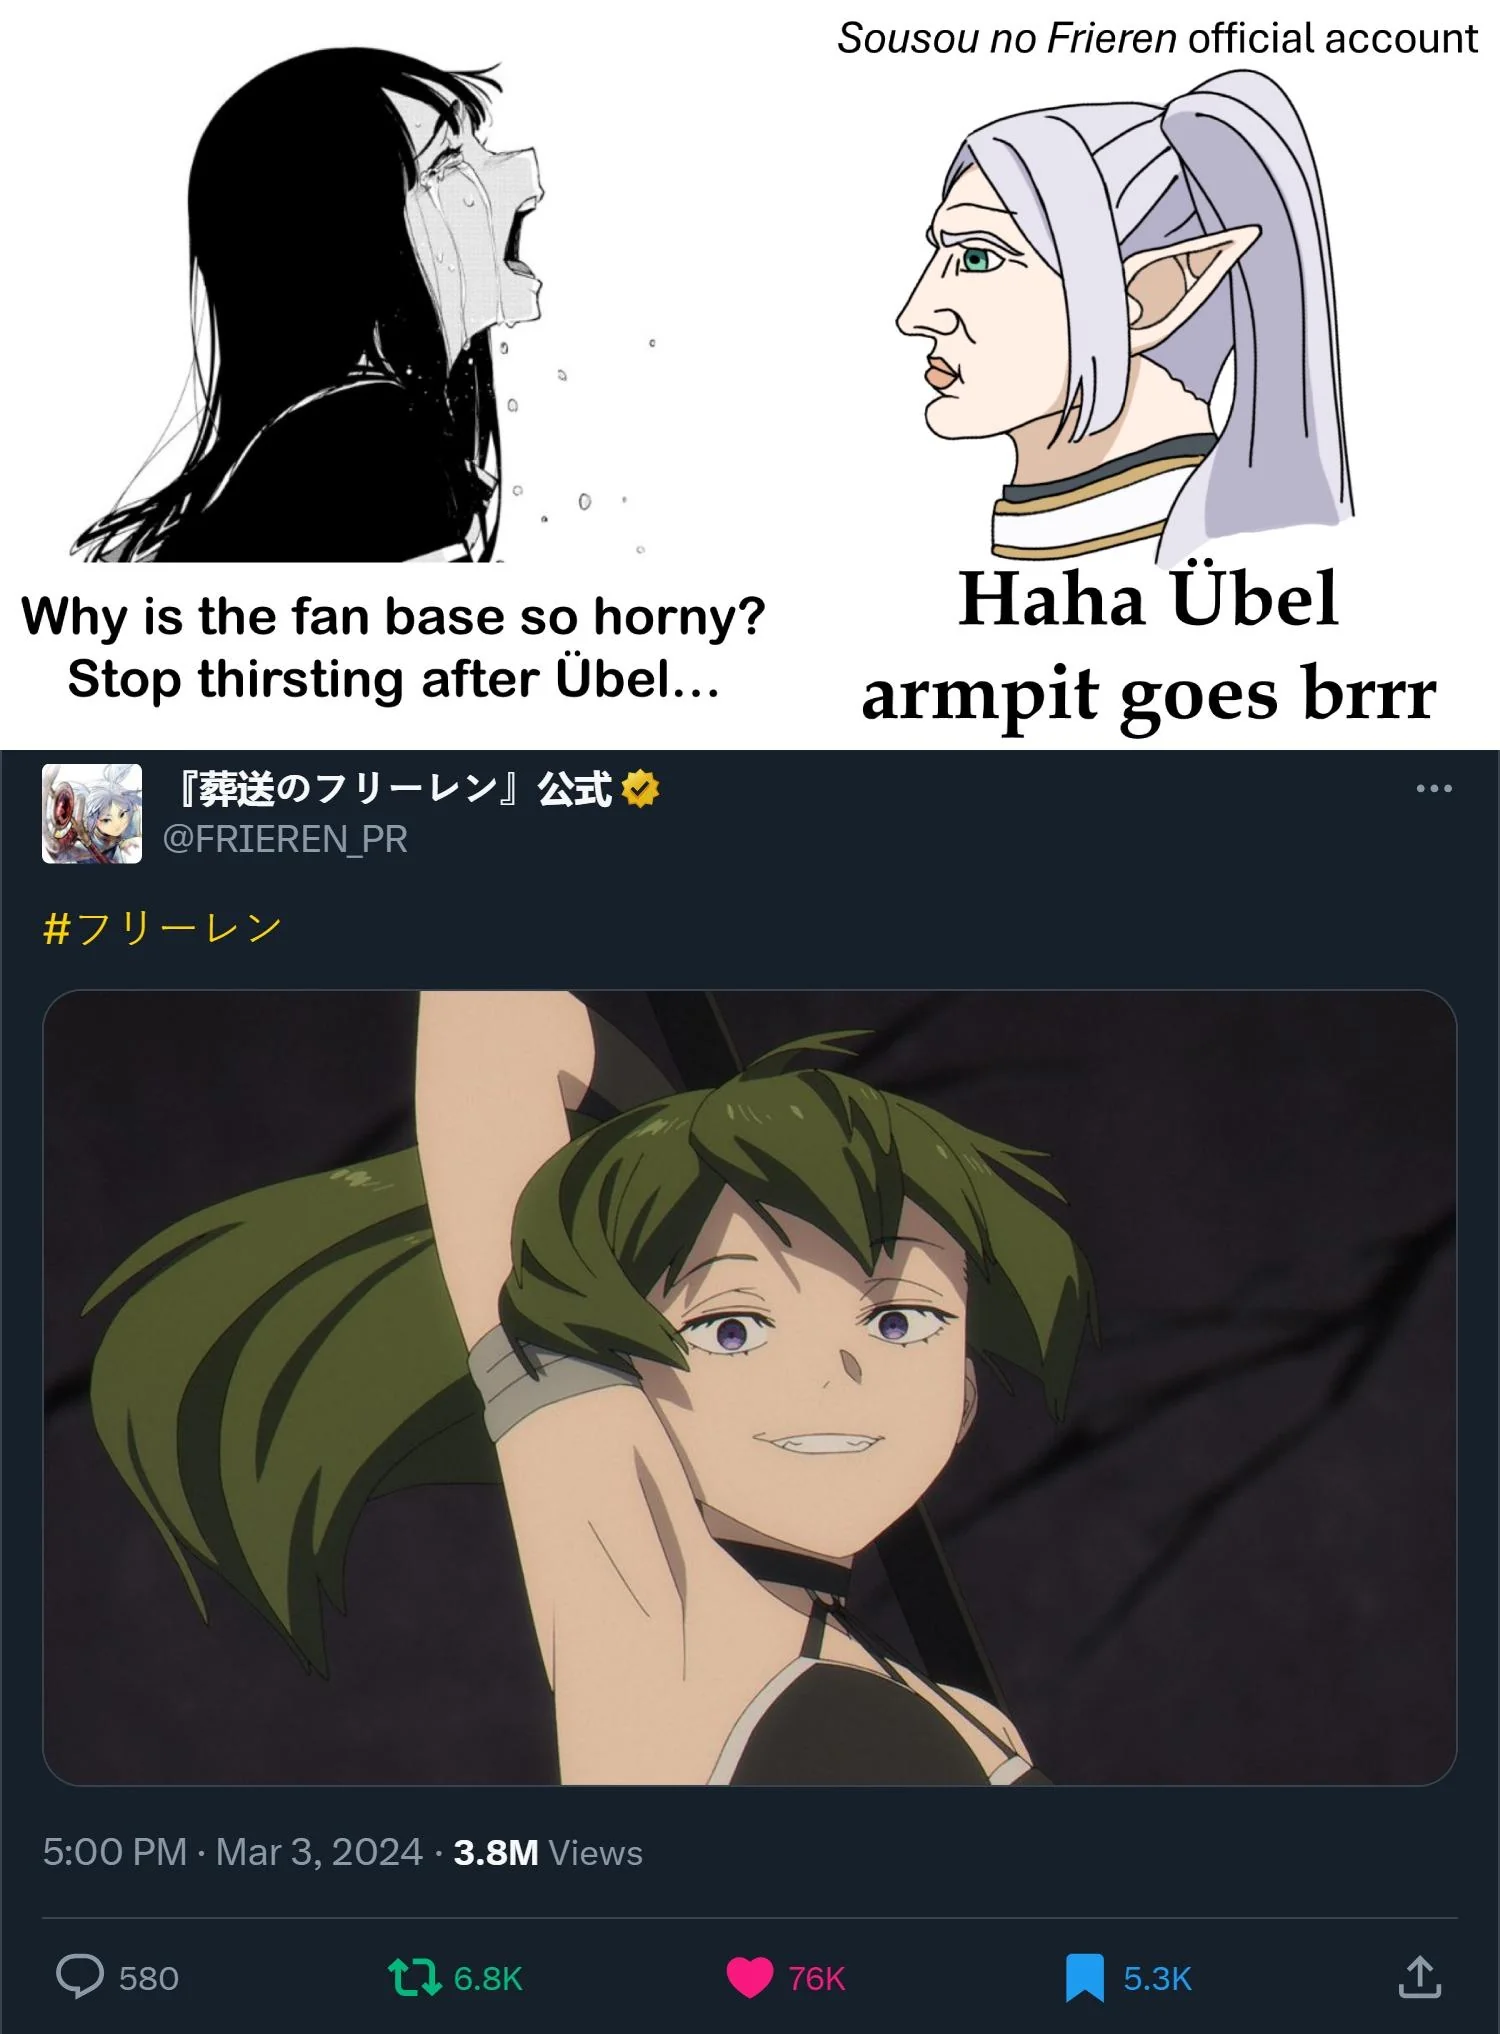 Sousou no Frieren official account
Why is the fan base so horny?
Stop thirsting after Übel...
Haha Übel
armpit goes brrr
『葬送のフリーレン』公式
@FRIEREN_PR
#フリーレン
5:00 PM · Mar 3, 2024 · 3.8M Views
580 6.8K 76K 5.3K